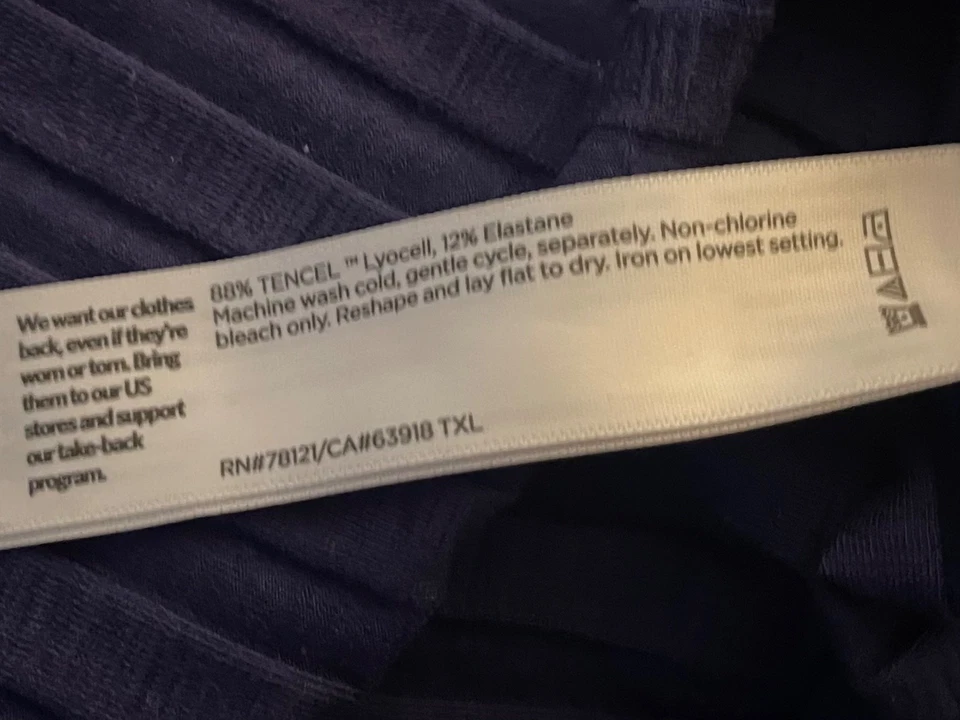 We want our clothes
back, even if they're
worn or torn. Bring
them to our US
stores and support
our take-back
program.
88% TENCEL ™ Lyocell, 12% Elastane
Machine wash cold, gentle cycle, separately. Non-chlorine
bleach only. Reshape and lay flat to dry. Iron on lowest setting.
RN#78121/CA#63918 TXL